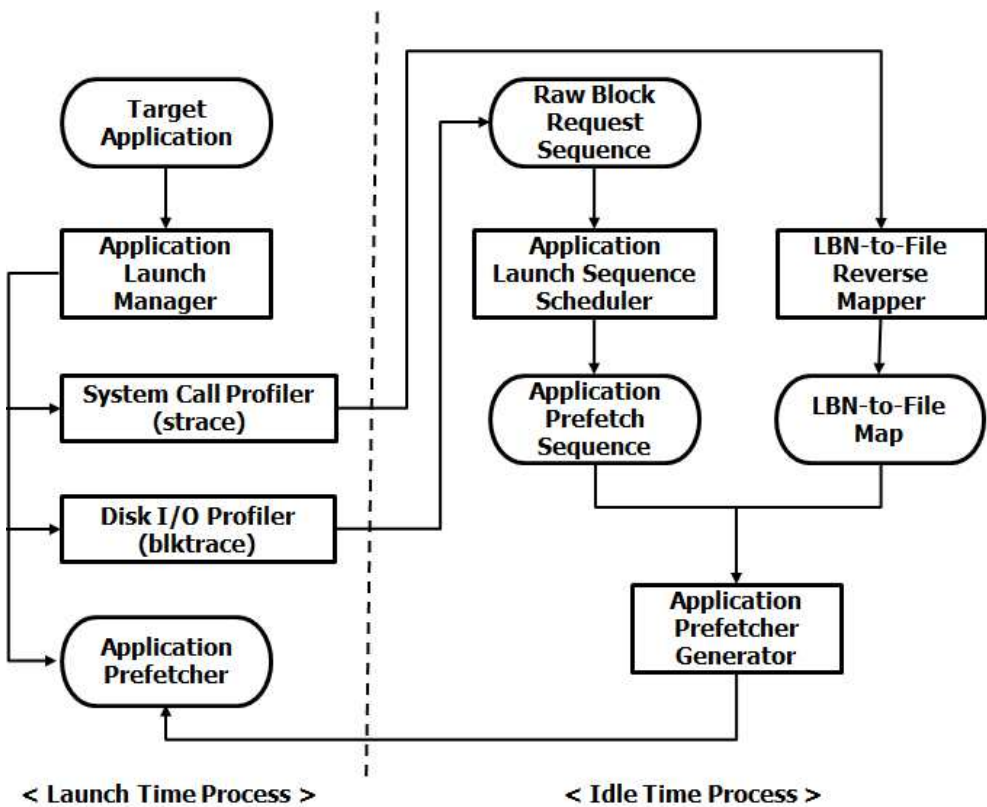 Target
Application
Application
Launch
Manager
System Call Profiler
(strace)
Disk I/O Profiler
(blktrace)
Application
Prefetcher
< Launch Time Process >
Raw Block
Request
Sequence
Application
Launch Sequence
Scheduler
Application
Prefetch
Sequence
LBN-to-File
Reverse
Mapper
LBN-to-File
Map
Application
Prefetcher
Generator
< Idle Time Process >